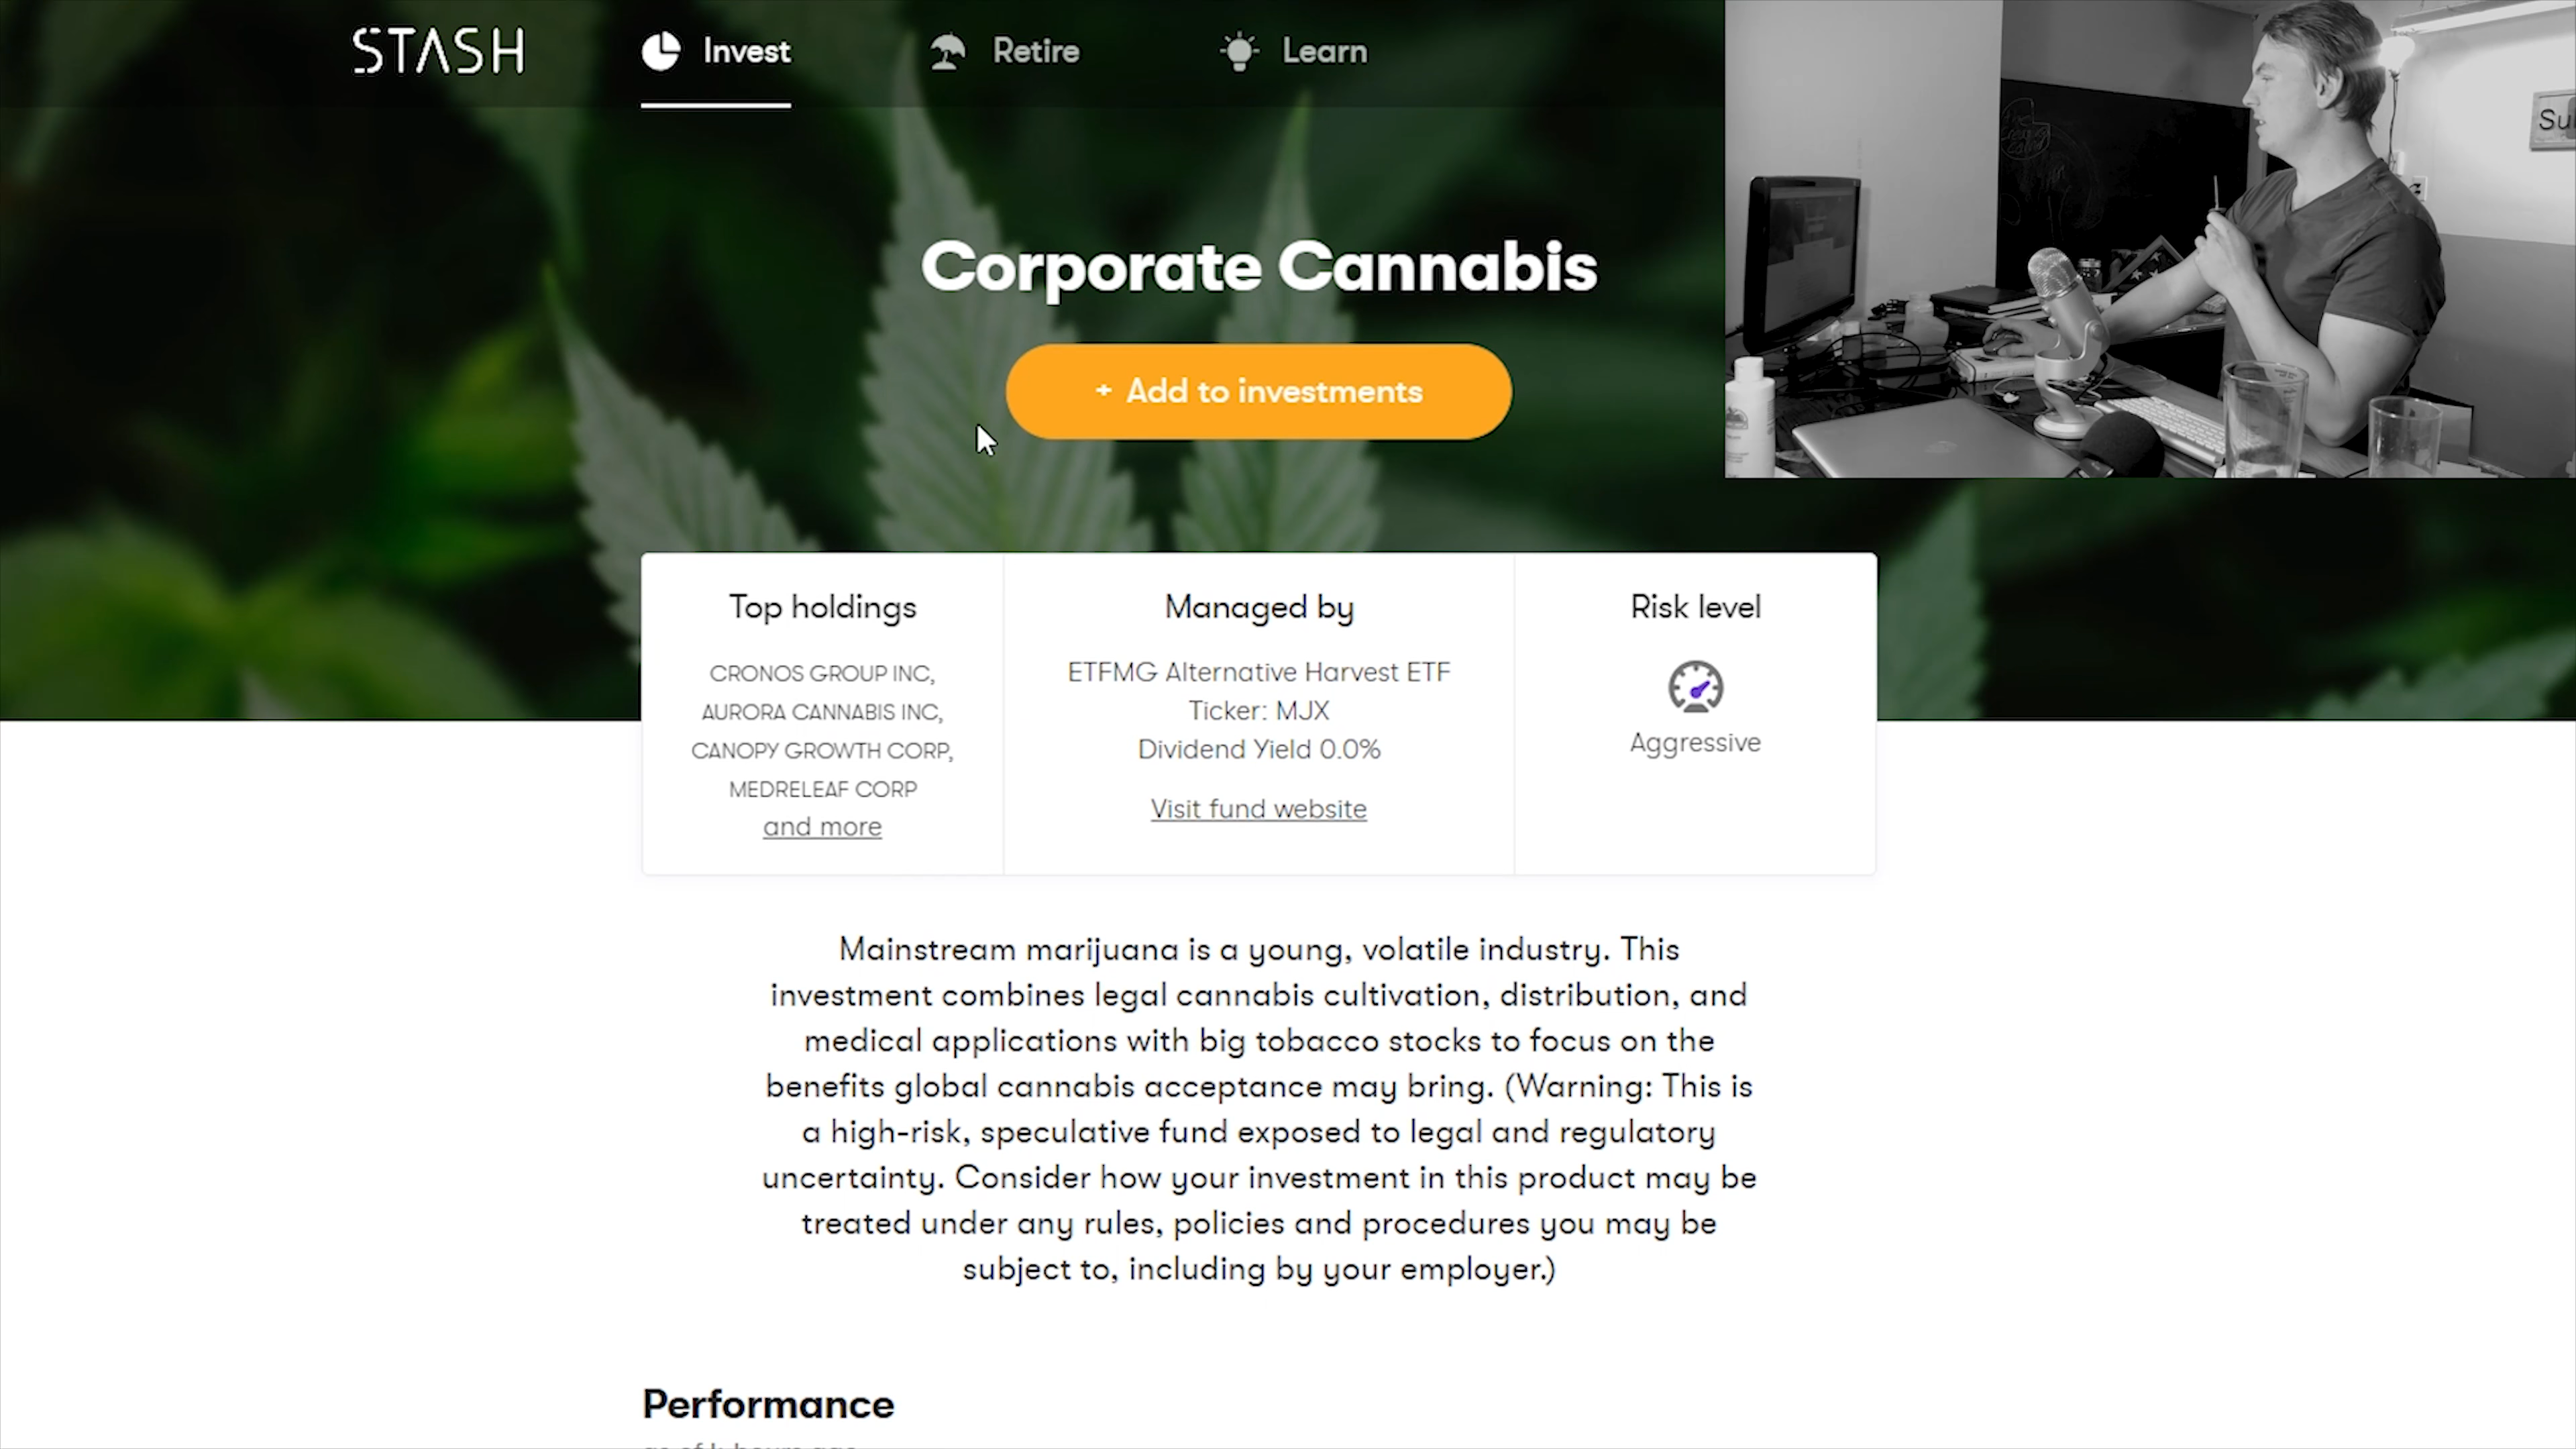 STASH
Invest
Retire
Learn
Su
Corporate Cannabis
+ Add to investments
Top holdings
CRONOS GROUP INC,
AURORA CANNABIS INC,
CANOPY GROWTH CORP,
MEDRELEAF CORP
and more
Managed by
ETFMG Alternative Harvest ETF
Ticker: MJX
Dividend Yield 0.0%
Visit fund website
Risk level
Aggressive
Mainstream marijuana is a young, volatile industry. This
investment combines legal cannabis cultivation, distribution, and
medical applications with big tobacco stocks to focus on the
benefits global cannabis acceptance may bring. (Warning: This is
a high-risk, speculative fund exposed to legal and regulatory
uncertainty. Consider how your investment in this product may be
treated under any rules, policies and procedures you may be
subject to, including by your employer.)
Performance